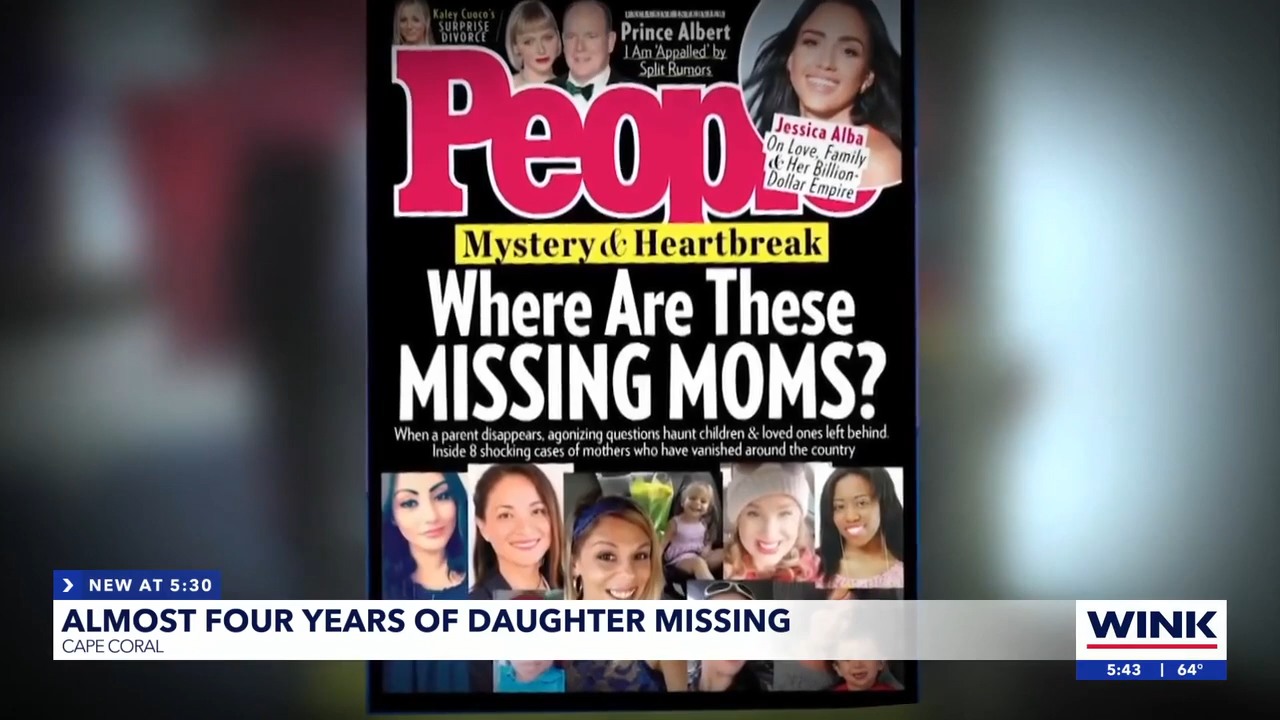 Kaley Cuoco's
SURPRISE
DIVORCE
EXCLUSIVE INTERVIEW
Prince Albert
I Am 'Appalled' by
Split Rumors
People
Jessica Alba
On Love, Family
& Her Billion-
Dollar Empire
Mystery & Heartbreak
Where Are These
MISSING MOMS?
When a parent disappears, agonizing questions haunt children & loved ones left behind.
Inside 8 shocking cases of mothers who have vanished around the country
NEW AT 5:30
ALMOST FOUR YEARS OF DAUGHTER MISSING
CAPE CORAL
WINK
5:43 | 64°